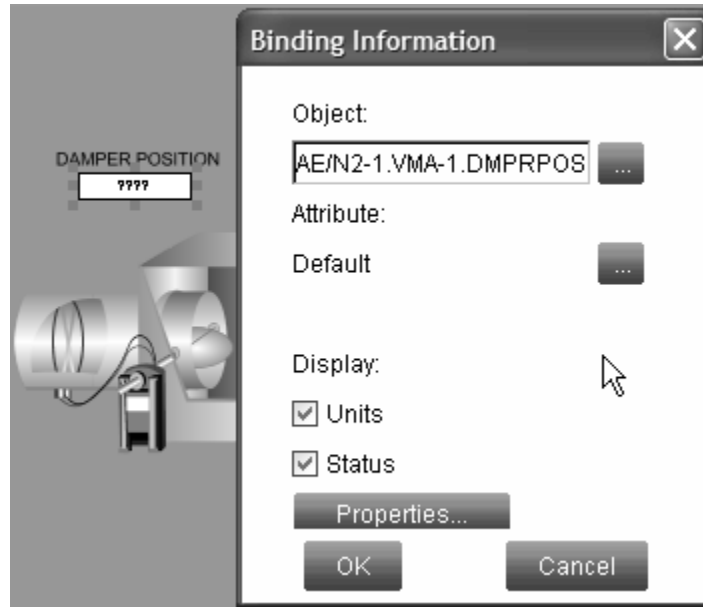 Binding Information
Object:
AE/N2-1.VMA-1.DMPRPOS
...
Attribute:
Default
...
Display:
Units
Status
Properties...
OK
Cancel
DAMPER POSITION
????